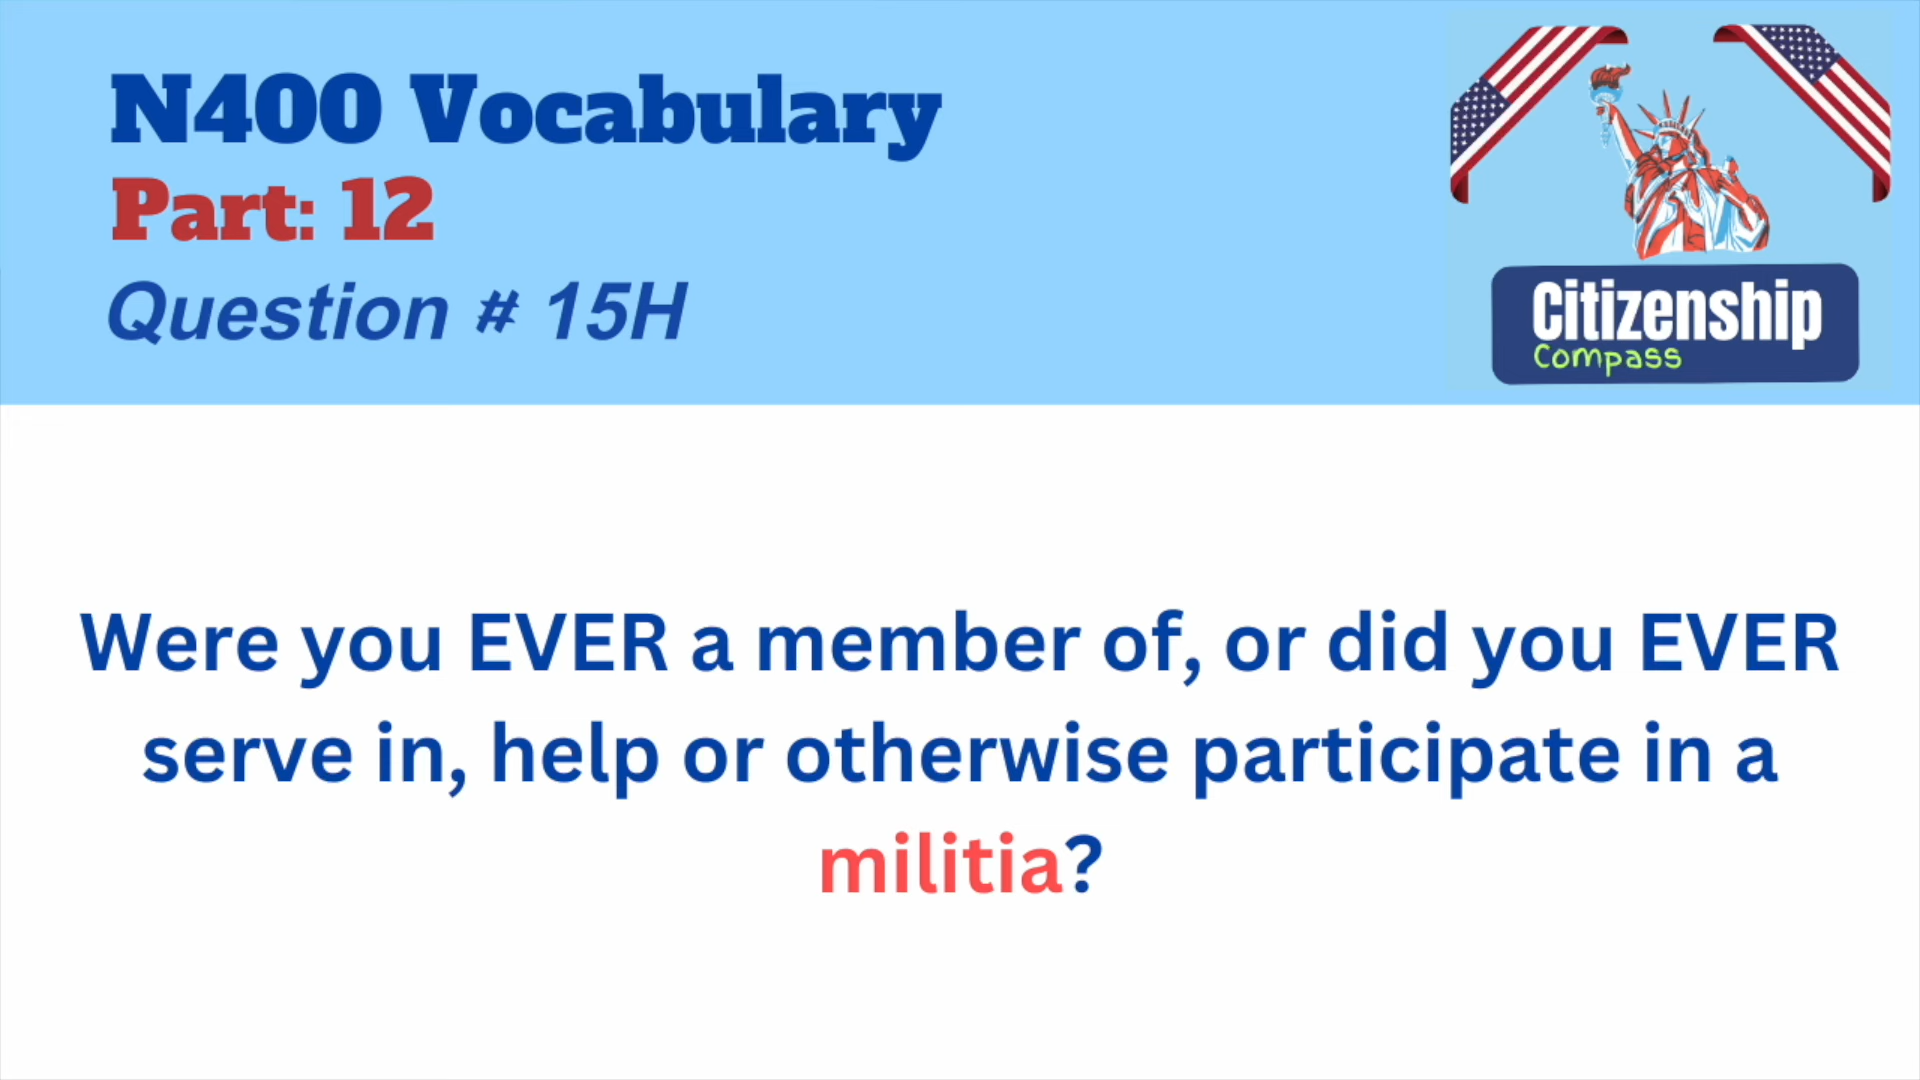 N400 Vocabulary
Part: 12
Question # 15H
Citizenship
Compass
Were you EVER a member of, or did you EVER
serve in, help or otherwise participate in a
militia?